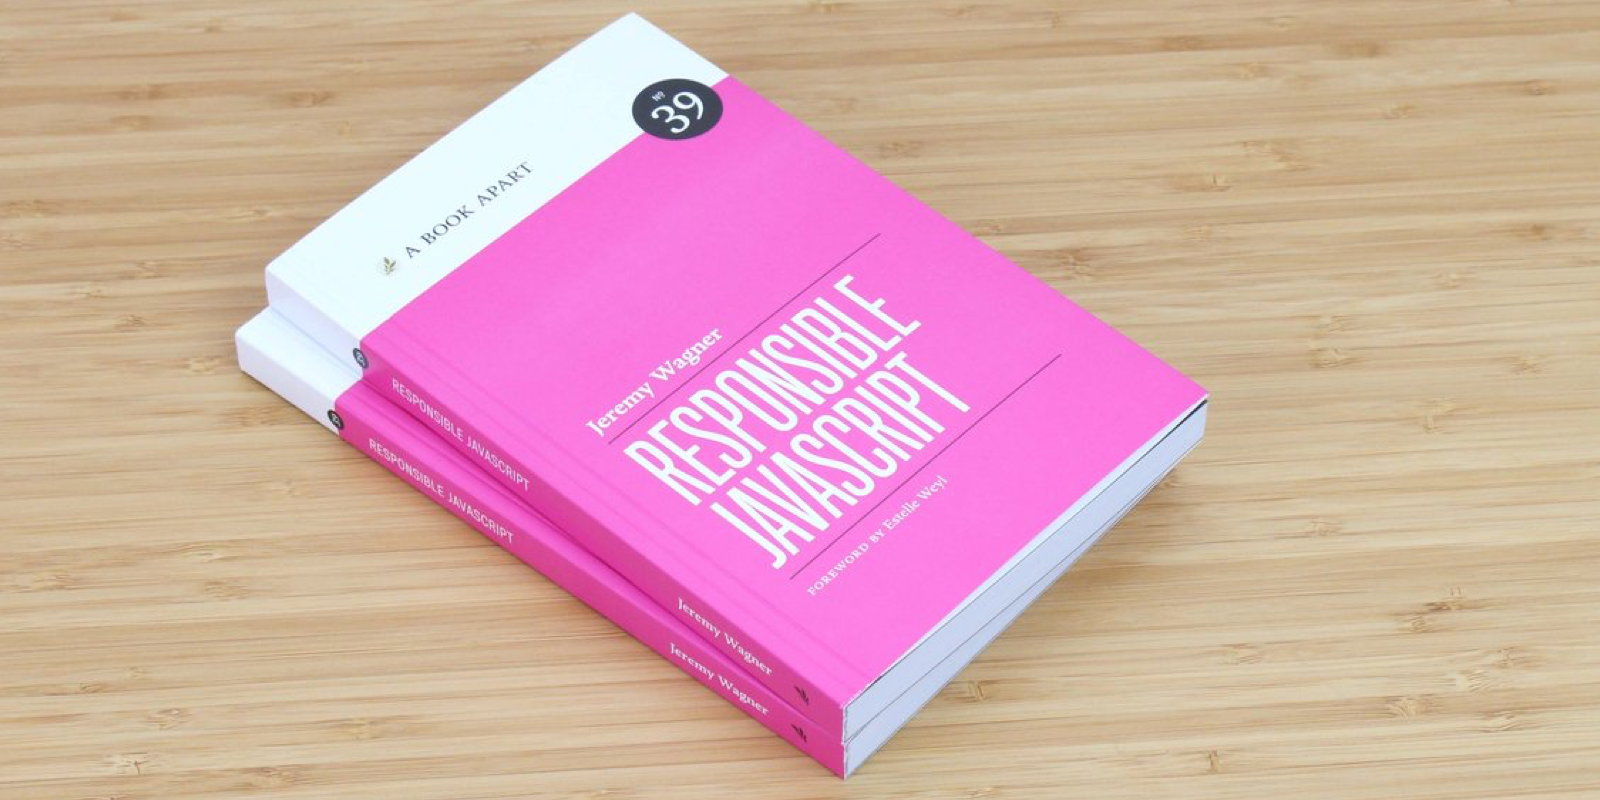 Nº
39
A BOOK APART
Jeremy Wagner
RESPONSIBLE
JAVASCRIPT
FOREWORD BY Estelle Weyl
RESPONSIBLE JAVASCRIPT
Jeremy Wagner
RESPONSIBLE JAVASCRIPT
Jeremy Wagner